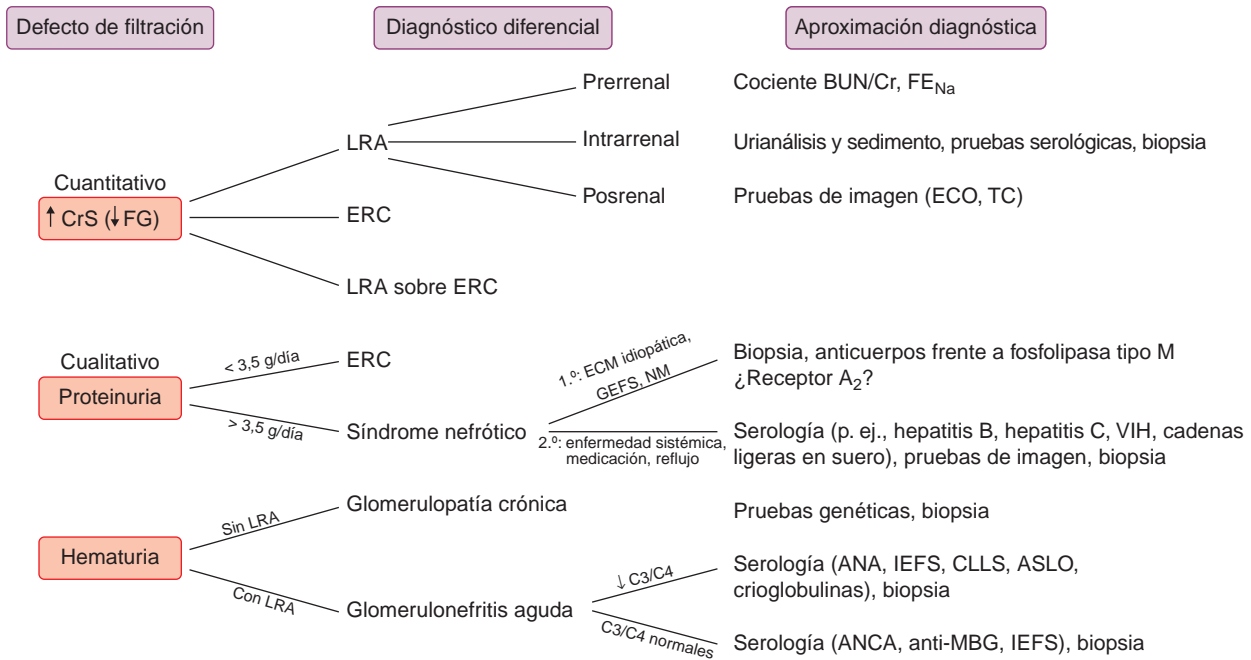 Defecto de filtración
Diagnóstico diferencial
Aproximación diagnóstica
Prerrenal
Cociente BUN/Cr, FENa
LRA
Intrarrenal
Urianálisis y sedimento, pruebas serológicas, biopsia
Cuantitativo
Posrenal
Pruebas de imagen (ECO, TC)
↑ CrS (↓FG)
ERC
LRA sobre ERC
Cualitativo
Proteinuria
< 3,5 g/día
ERC
> 3,5 g/día
Síndrome nefrótico
1.º: ECM idiopática,
GEFS, NM
Biopsia, anticuerpos frente a fosfolipasa tipo M
¿Receptor A2?
2.º: enfermedad sistémica,
medicación, reflujo
Serología (p. ej., hepatitis B, hepatitis C, VIH, cadenas
ligeras en suero), pruebas de imagen, biopsia
Hematuria
Sin LRA
Glomerulopatía crónica
Pruebas genéticas, biopsia
Con LRA
Glomerulonefritis aguda
↓ C3/C4
Serología (ANA, IEFS, CLLS, ASLO,
crioglobulinas), biopsia
C3/C4 normales
Serología (ANCA, anti-MBG, IEFS), biopsia